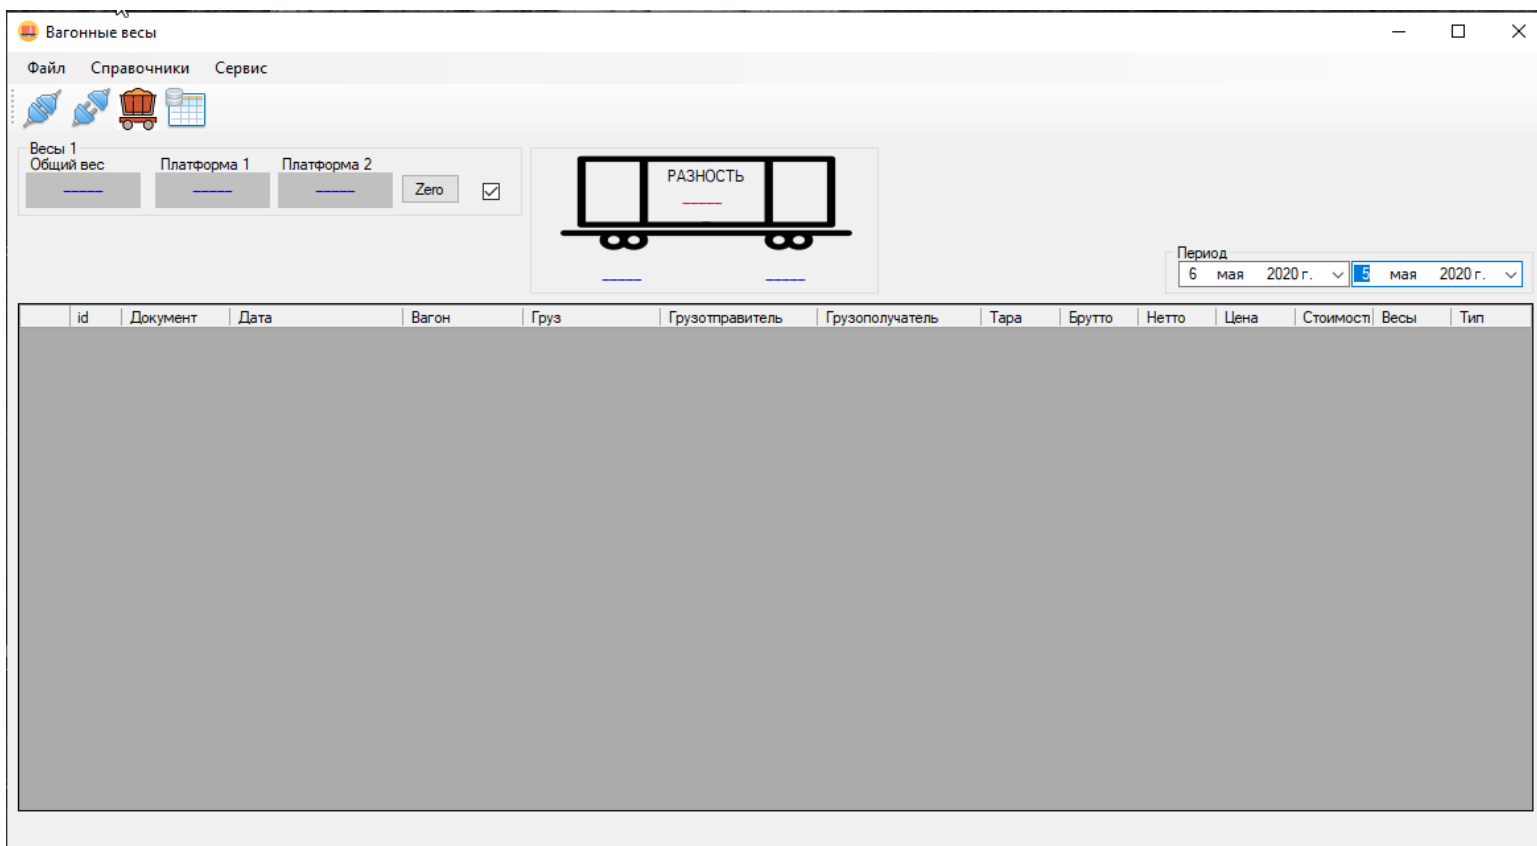 Вагонные весы
Файл Справочники Сервис
Весы 1
Общий вес Платформа 1 Платформа 2
----- ----- ----- Zero
РАЗНОСТЬ
-----
----- -----
Период
6 мая 2020 г. 5 мая 2020 г.
id Документ Дата Вагон Груз Грузотправитель Грузополучатель Тара Брутто Нетто Цена Стоимост Весы Тип